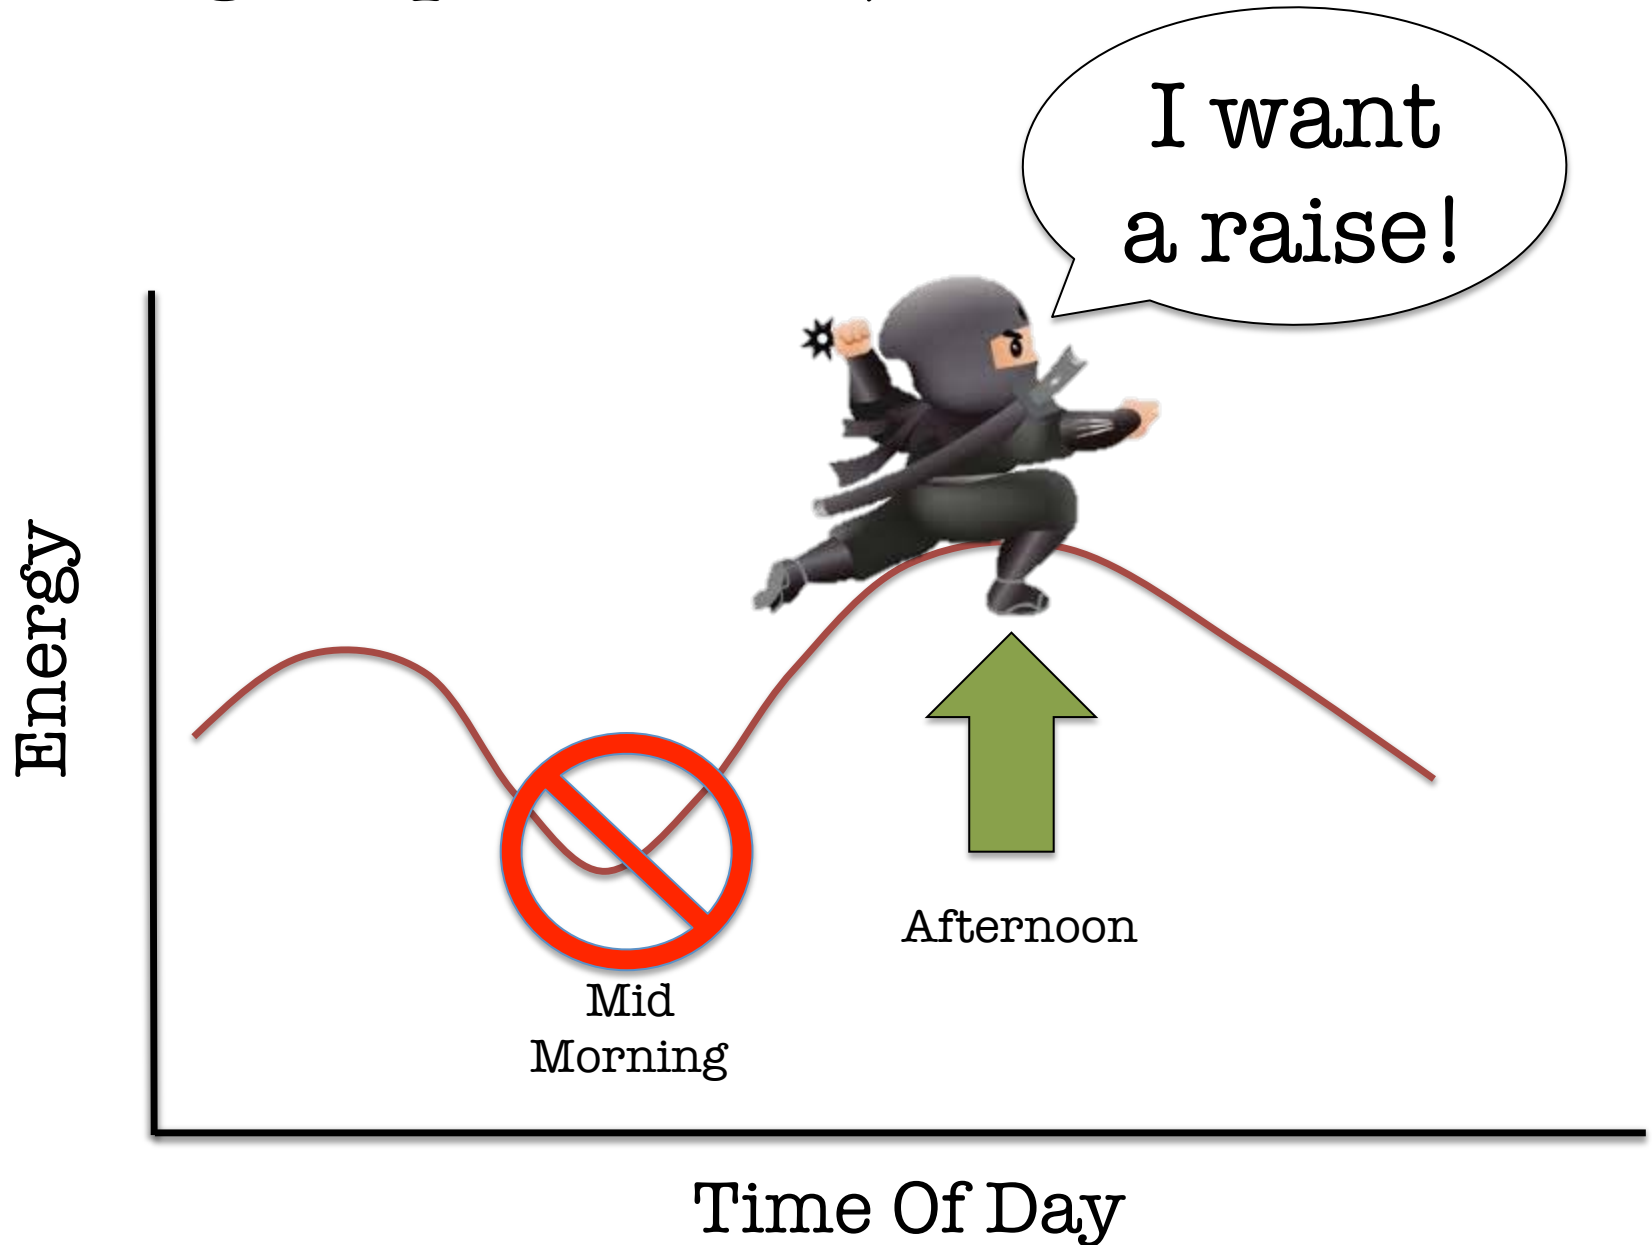 I want
a raise!
Energy
Afternoon
Mid
Morning
Time Of Day